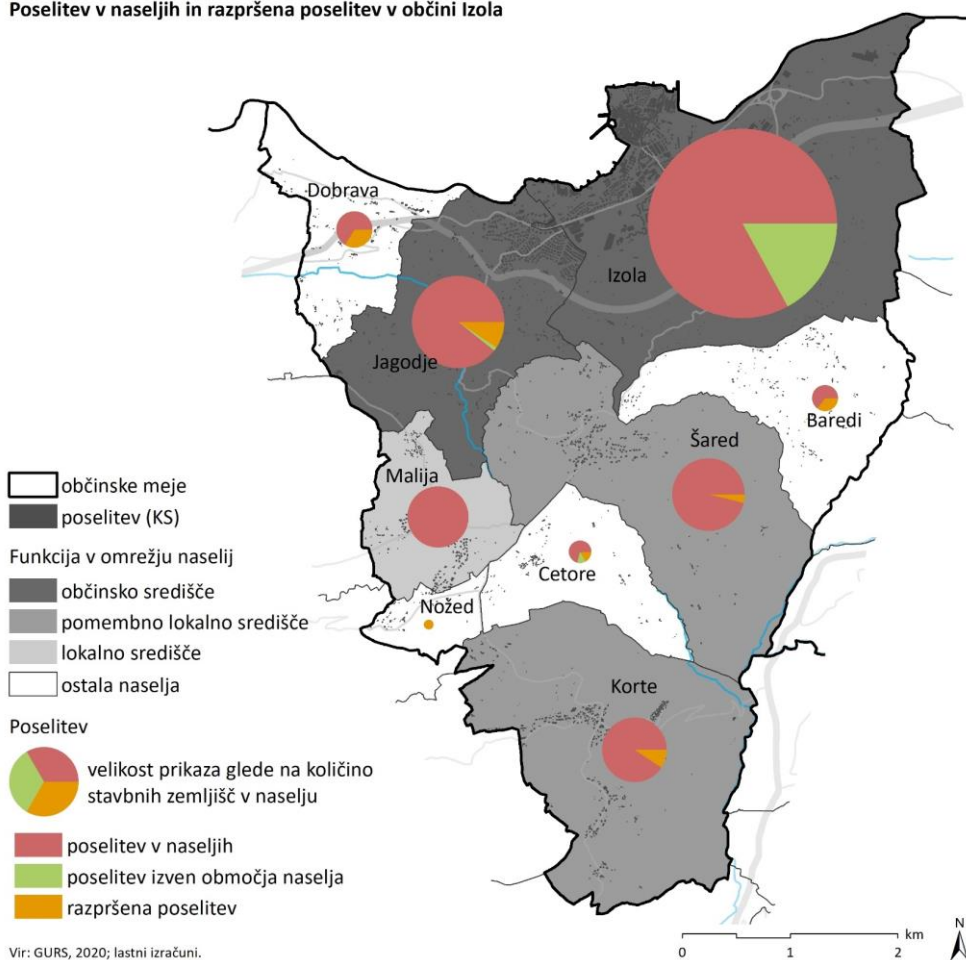 Poselitev v naseljih in razpršena poselitev v občini Izola
Dobrava
Izola
Jagodje
Baredi
Šared
Malija
Cetore
Nožed
Korte
občinske meje
poselitev (KS)
Funkcija v omrežju naselij
občinsko središče
pomembno lokalno središče
lokalno središče
ostala naselja
Poselitev
velikost prikaza glede na količino
stavbnih zemljišč v naselju
poselitev v naseljih
poselitev izven območja naselja
razpršena poselitev
Vir: GURS, 2020; lastni izračuni.
km
0 1 2
N